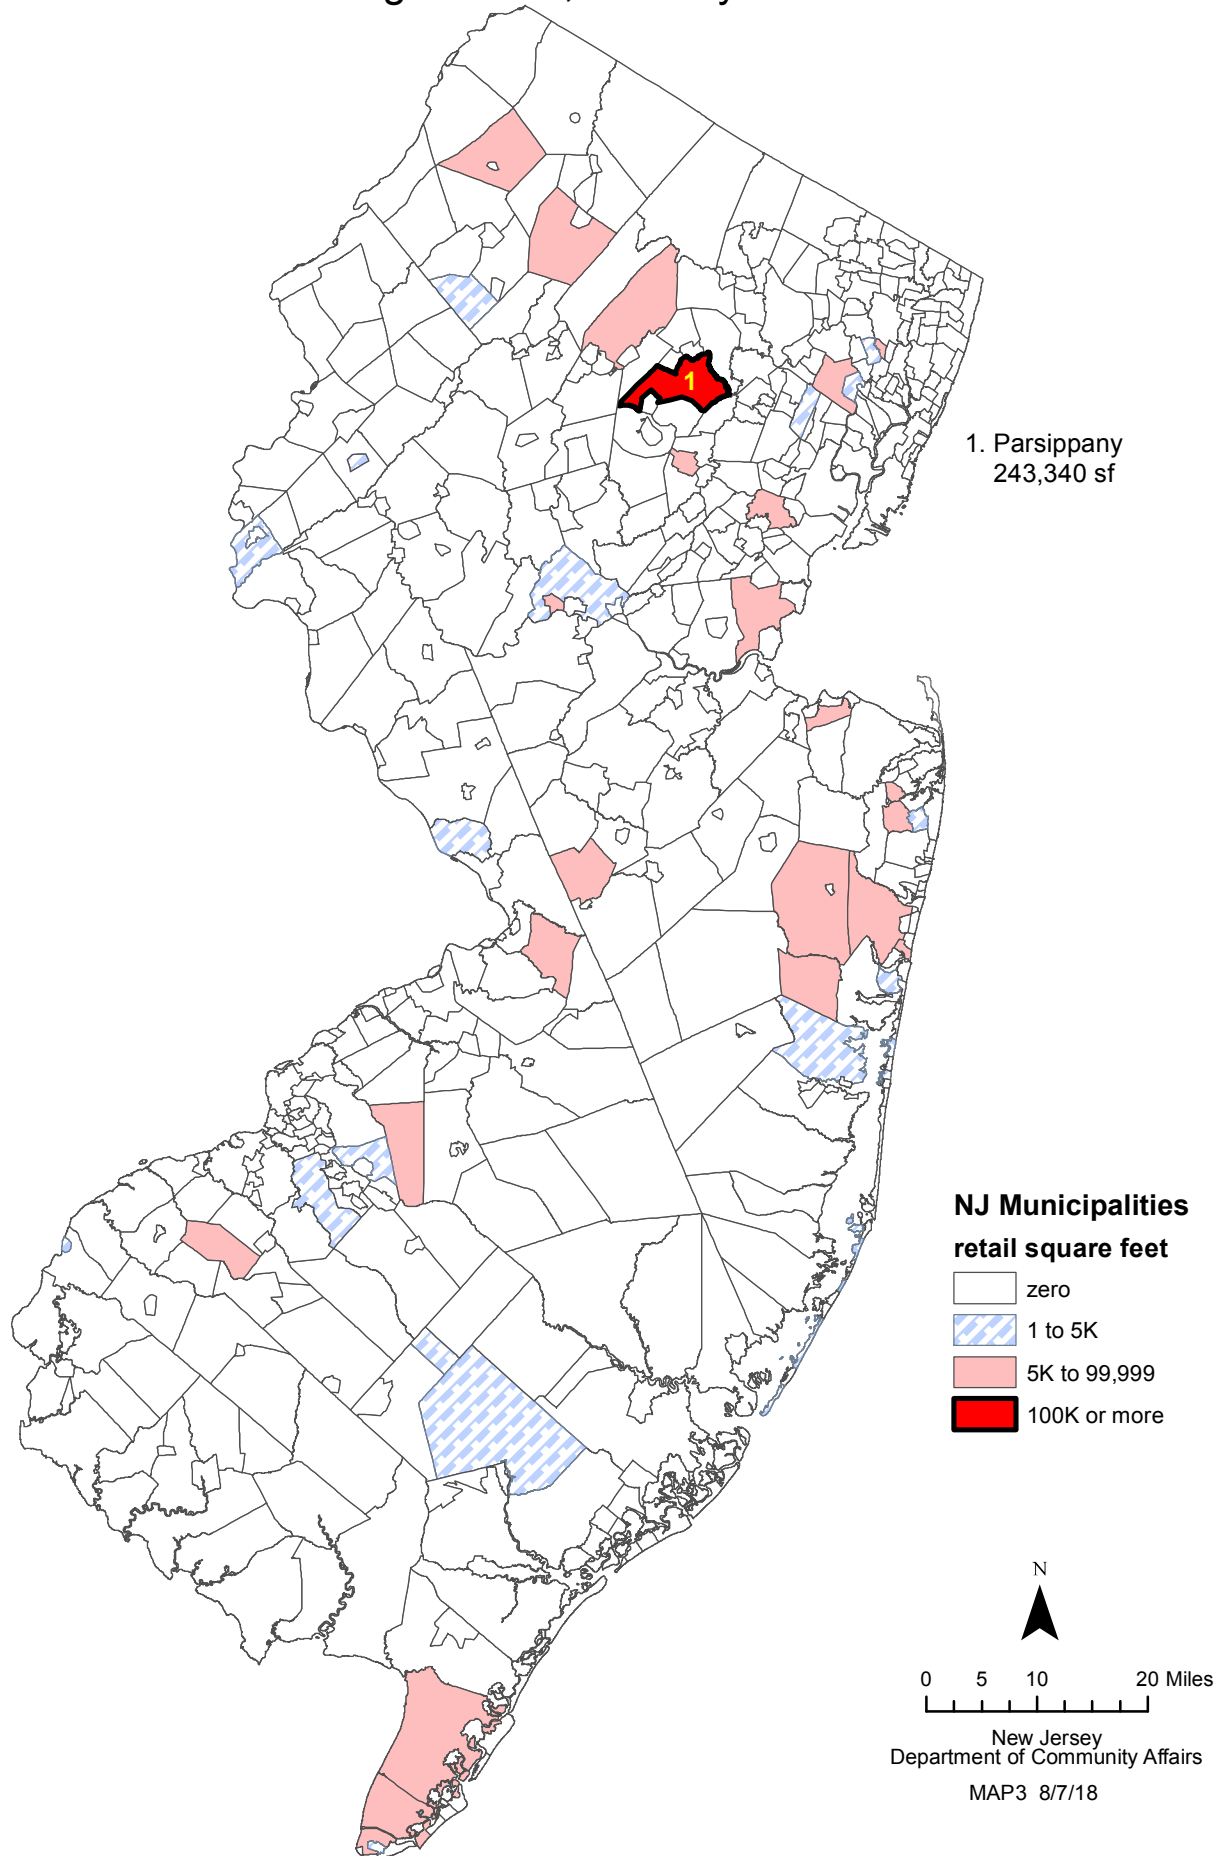 1
1. Parsippany
243,340 sf
NJ Municipalities
retail square feet
zero
1 to 5K
5K to 99,999
100K or more
N
0 5 10 20 Miles
New Jersey
Department of Community Affairs
MAP3 8/7/18